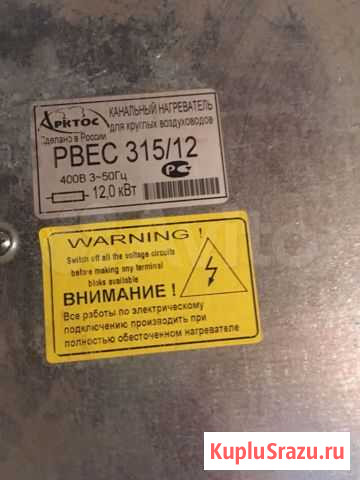 Арктос
Сделано в России
КАНАЛЬНЫЙ НАГРЕВАТЕЛЬ
для круглых воздуховодов
РВЕС 315/12
400В 3~50Гц
12,0 кВт
WARNING !
Switch off all the voltage circuits
before making any terminal
bloks available
ВНИМАНИЕ !
Все работы по электрическому
подключению производить при
полностью обесточенном нагревателе
KupluSrazu.ru